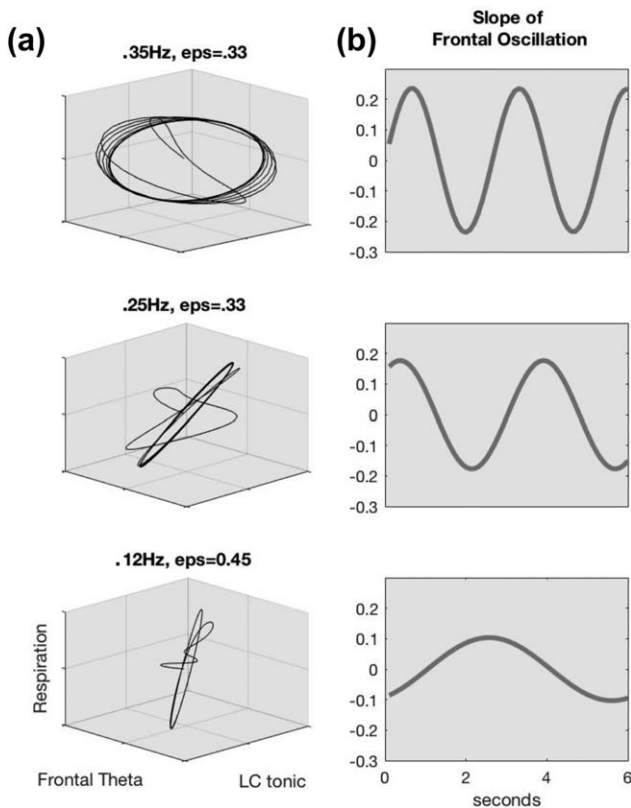 (a)
.35Hz, eps=.33
.25Hz, eps=.33
.12Hz, eps=0.45
Respiration
Frontal Theta
LC tonic
(b)
Slope of
Frontal Oscillation
0.2
0.1
0
-0.1
-0.2
-0.3
0.2
0.1
0
-0.1
-0.2
-0.3
0.2
0.1
0
-0.1
-0.2
-0.3
0 2 4 6
seconds